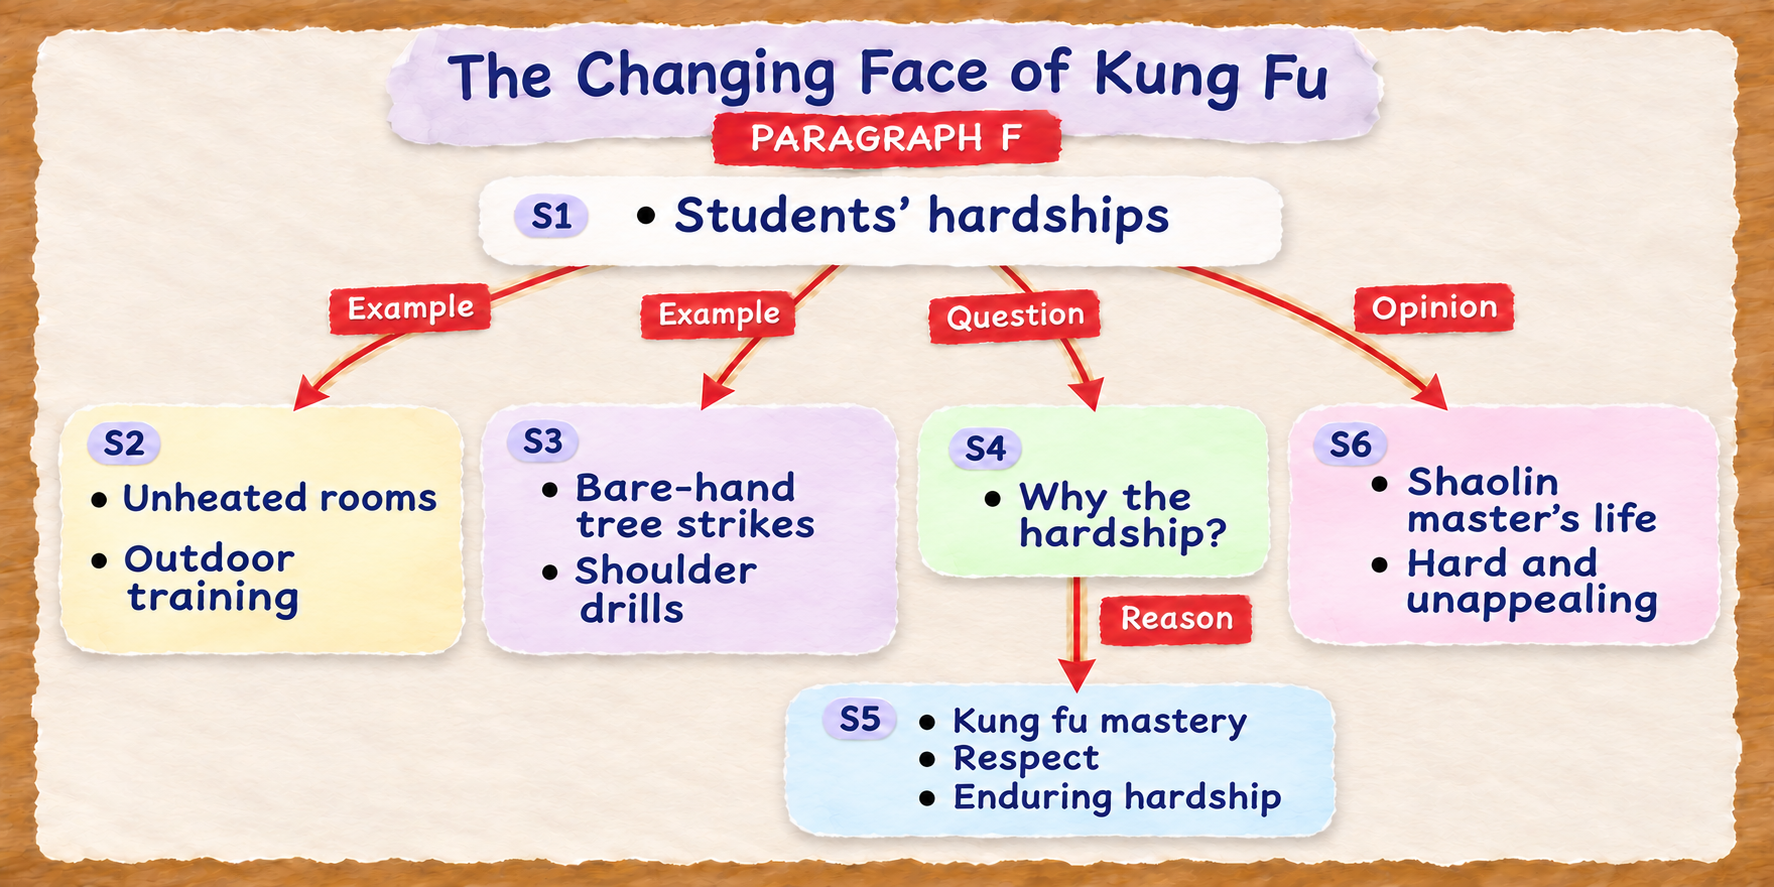 The Changing Face of Kung Fu
PARAGRAPH F
S1
• Students’ hardships
Example
Example
Question
Opinion
S2
• Unheated rooms
• Outdoor
training
S3
• Bare-hand
tree strikes
• Shoulder
drills
S4
• Why the
hardship?
S6
• Shaolin
master’s life
• Hard and
unappealing
Reason
S5
• Kung fu mastery
• Respect
• Enduring hardship